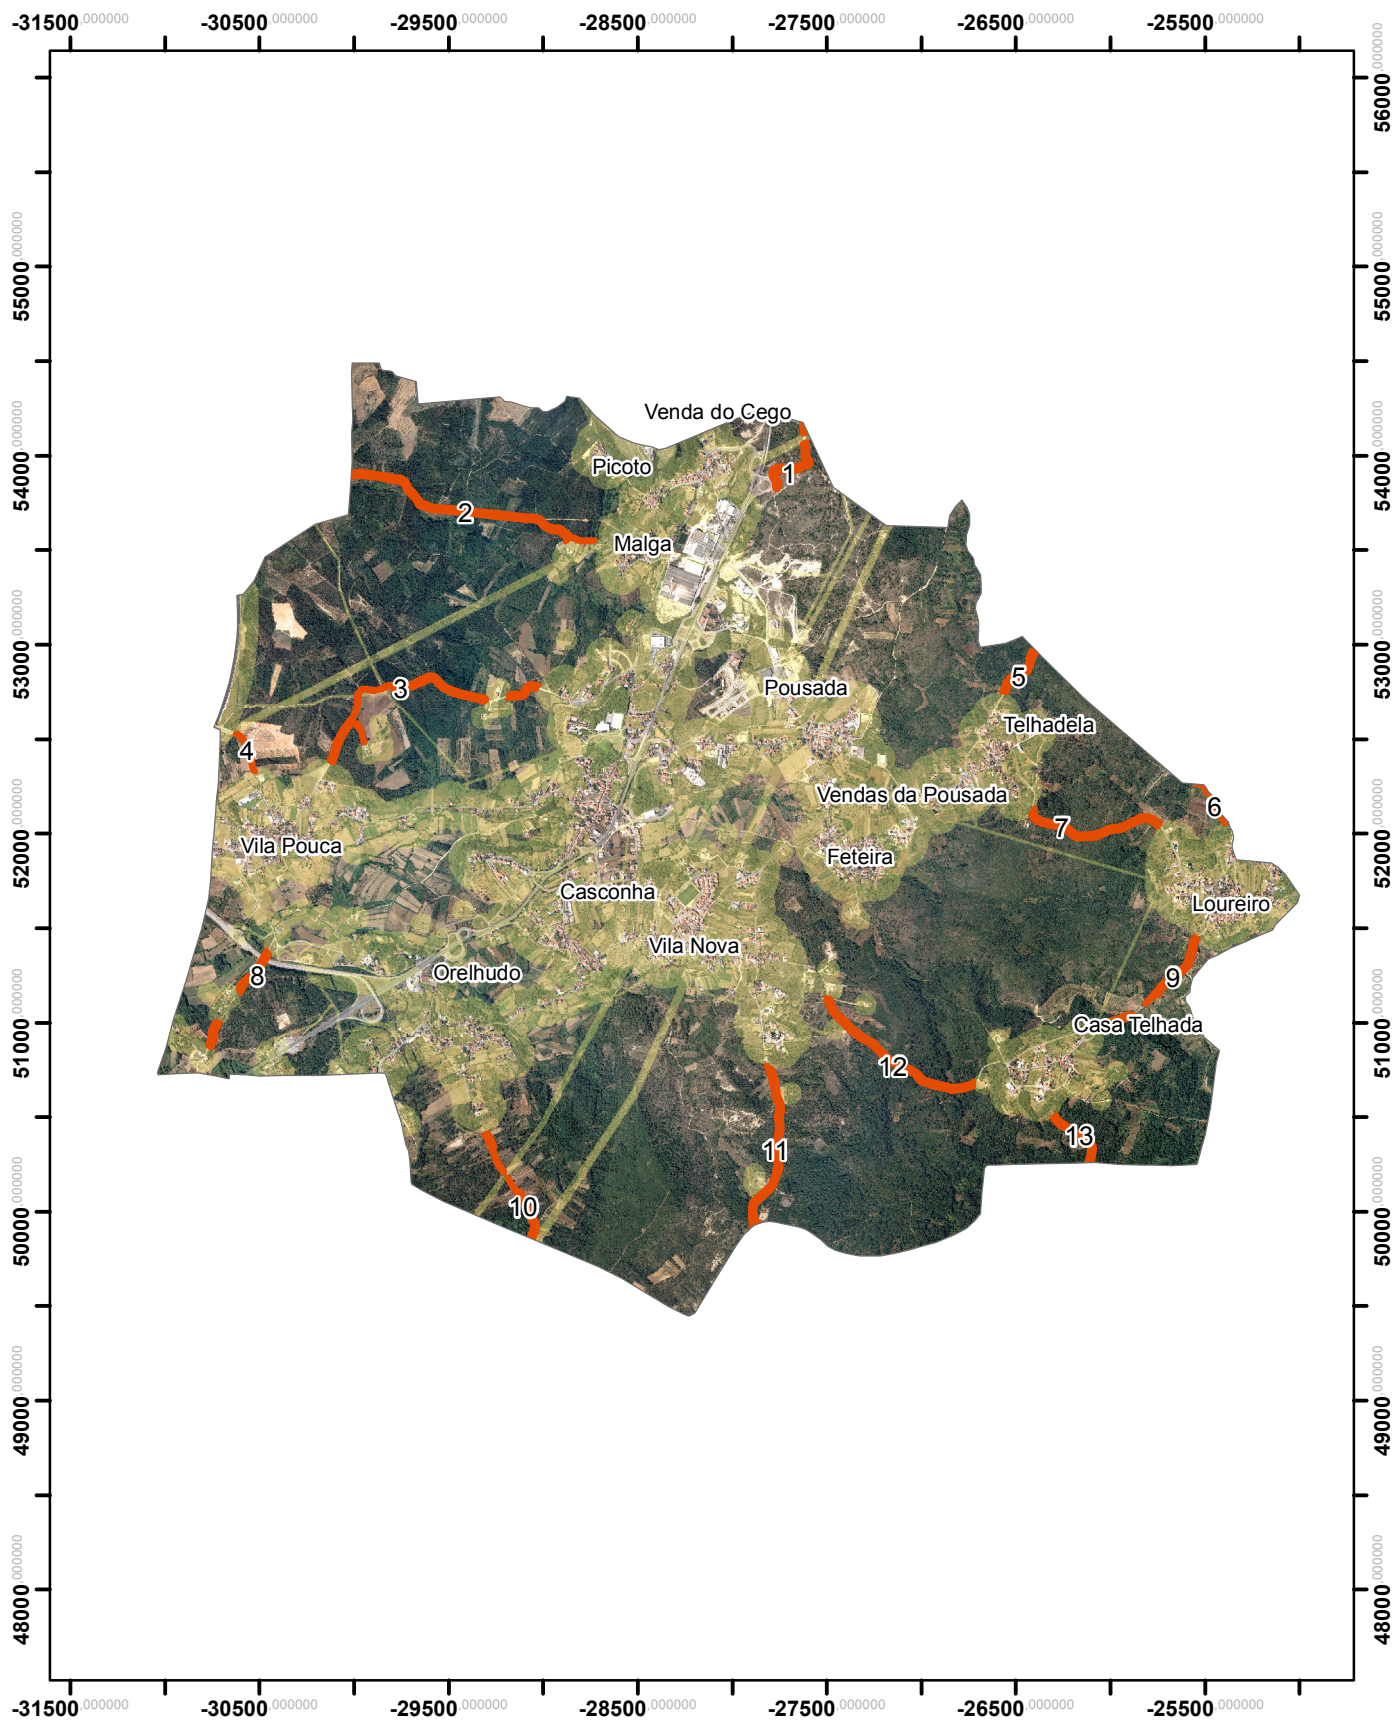 -31500,000000 -30500,000000 -29500,000000 -28500,000000 -27500,000000 -26500,000000 -25500,000000
56000,000000
55000,000000
55000,000000
54000,000000
54000,000000
53000,000000
53000,000000
52000,000000
52000,000000
51000,000000
51000,000000
50000,000000
50000,000000
49000,000000
49000,000000
48000,000000
48000,000000
Venda do Cego
Picoto
1
2
Malga
5
3
Pousada
Telhadela
4
Vendas da Pousada
6
7
Vila Pouca
Feteira
Casconha
Loureiro
Vila Nova
8
Orelhudo
9
Casa Telhada
12
13
11
10
-31500,000000 -30500,000000 -29500,000000 -28500,000000 -27500,000000 -26500,000000 -25500,000000